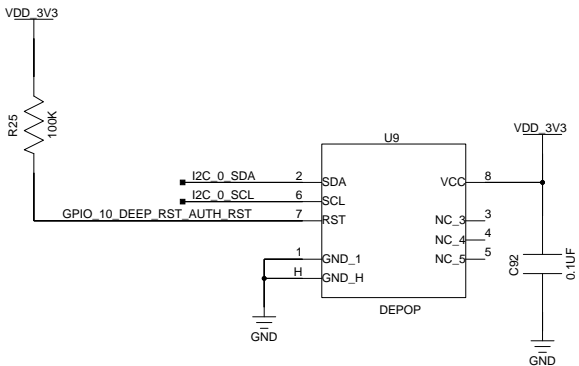 VDD_3V3
R25
100K
U9
VDD_3V3
I2C_0_SDA
2
SDA
VCC
8
I2C_0_SCL
6
SCL
GPIO_10_DEEP_RST_AUTH_RST
7
RST
NC_3
3
NC_4
4
NC_5
5
1
GND_1
H
GND_H
C92
0.1UF
DEPOP
GND
GND